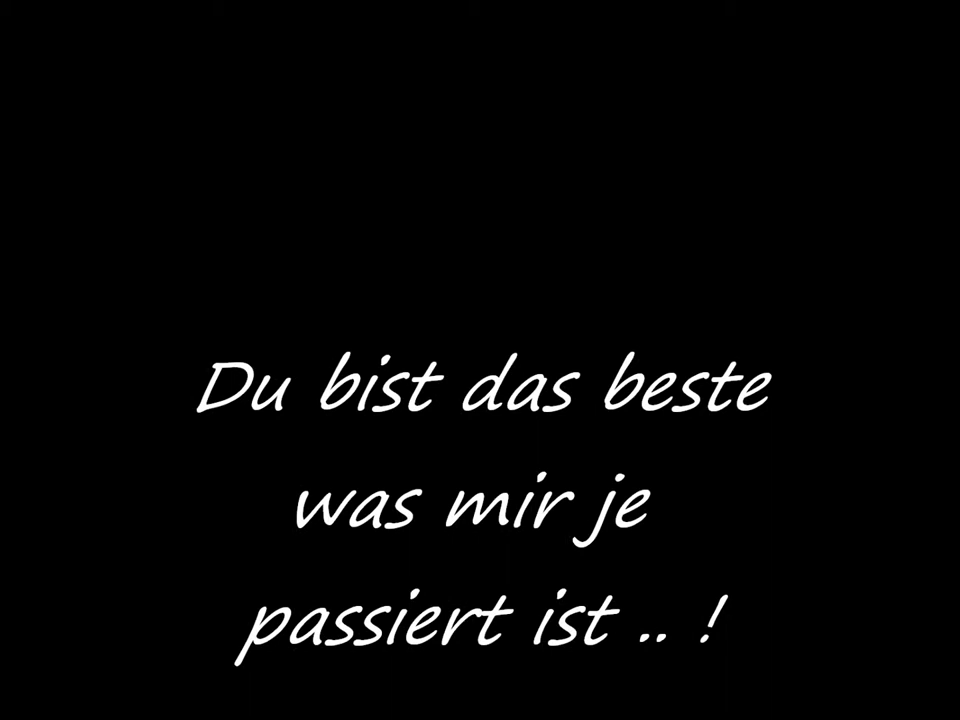 Du bist das beste
was mir je
passiert ist .. !